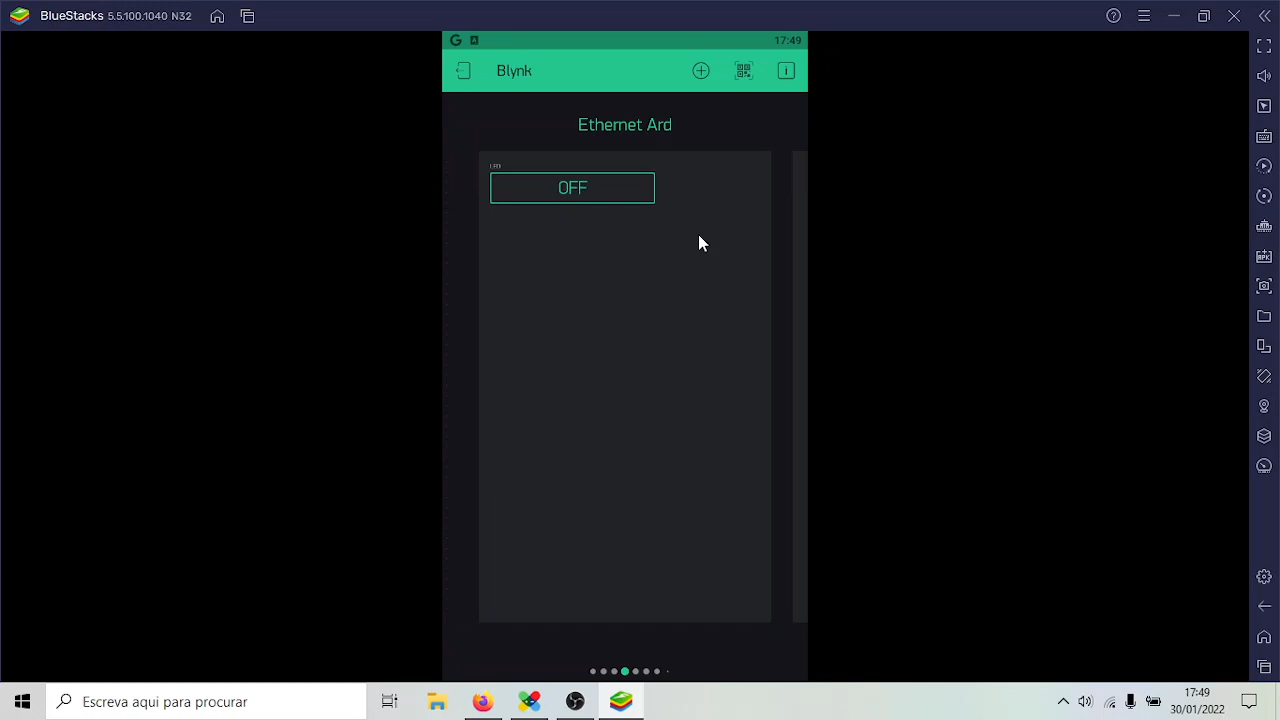 BlueStacks 5.5.100.1040 N32
17:49
Blynk
Ethernet Ard
OFF
Escreva aqui para procurar
17:49
30/01/2022